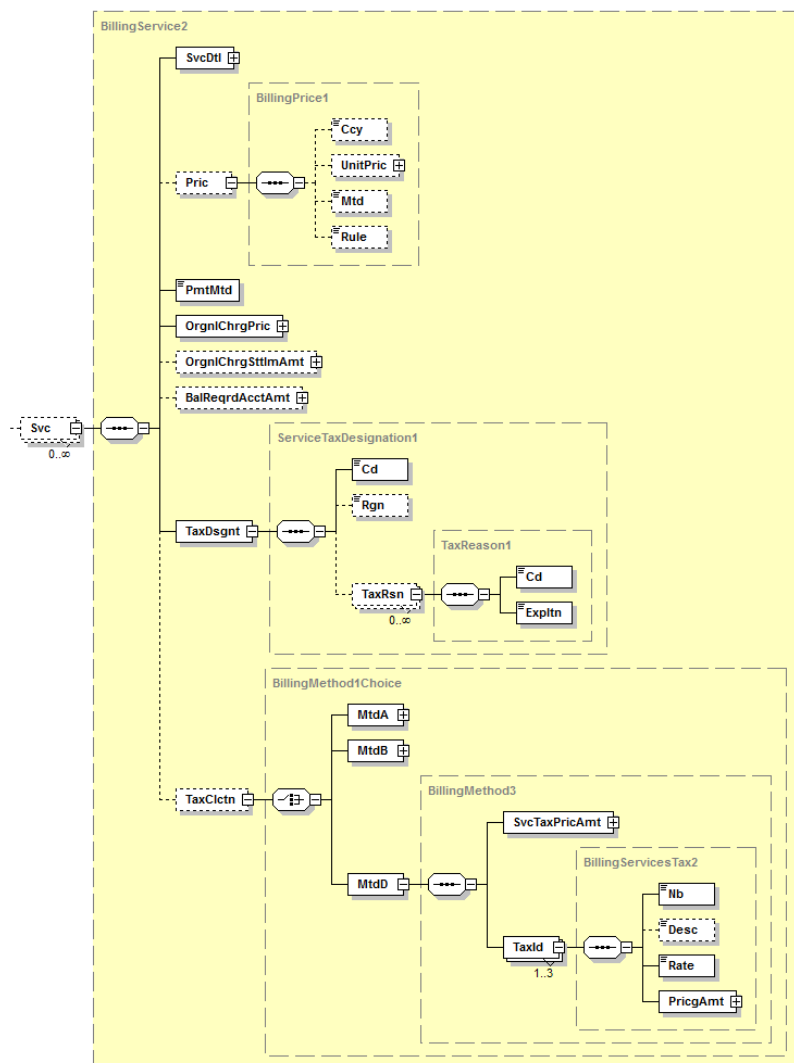 BillingService2
SvcDtl
BillingPrice1
Ccy
UnitPric
Mtd
Rule
Pric
PmtMtd
OrgnlChrgPric
OrgnlChrgSttlmAmt
BalReqrdAcctAmt
Svc
0..∞
ServiceTaxDesignation1
Cd
Rgn
TaxDsgnt
TaxReason1
Cd
Expltn
TaxRsn
0..∞
BillingMethod1Choice
MtdA
MtdB
TaxClctn
BillingMethod3
SvcTaxPricAmt
MtdD
BillingServicesTax2
Nb
Desc
TaxId
1..3
Rate
PricgAmt